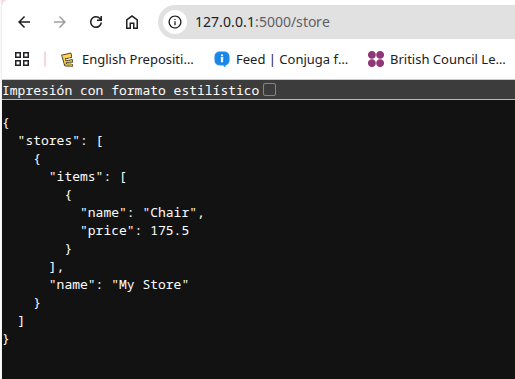 127.0.0.1:5000/store
English Prepositi...
Feed | Conjuga f...
British Council Le...
Impresión con formato estilístico
{
  "stores": [
    {
      "items": [
        {
          "name": "Chair",
          "price": 175.5
        }
      ],
      "name": "My Store"
    }
  ]
}